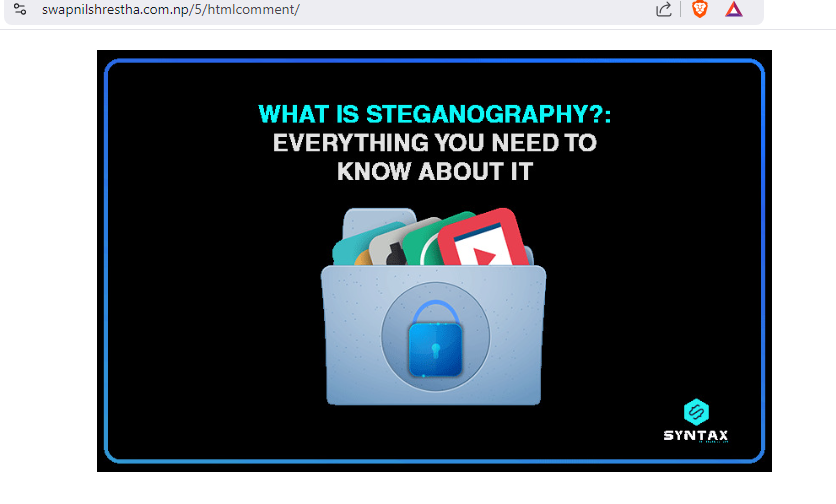 swapnilshrestha.com.np/5/htmlcomment/
WHAT IS STEGANOGRAPHY?:
EVERYTHING YOU NEED TO
KNOW ABOUT IT
SYNTAX